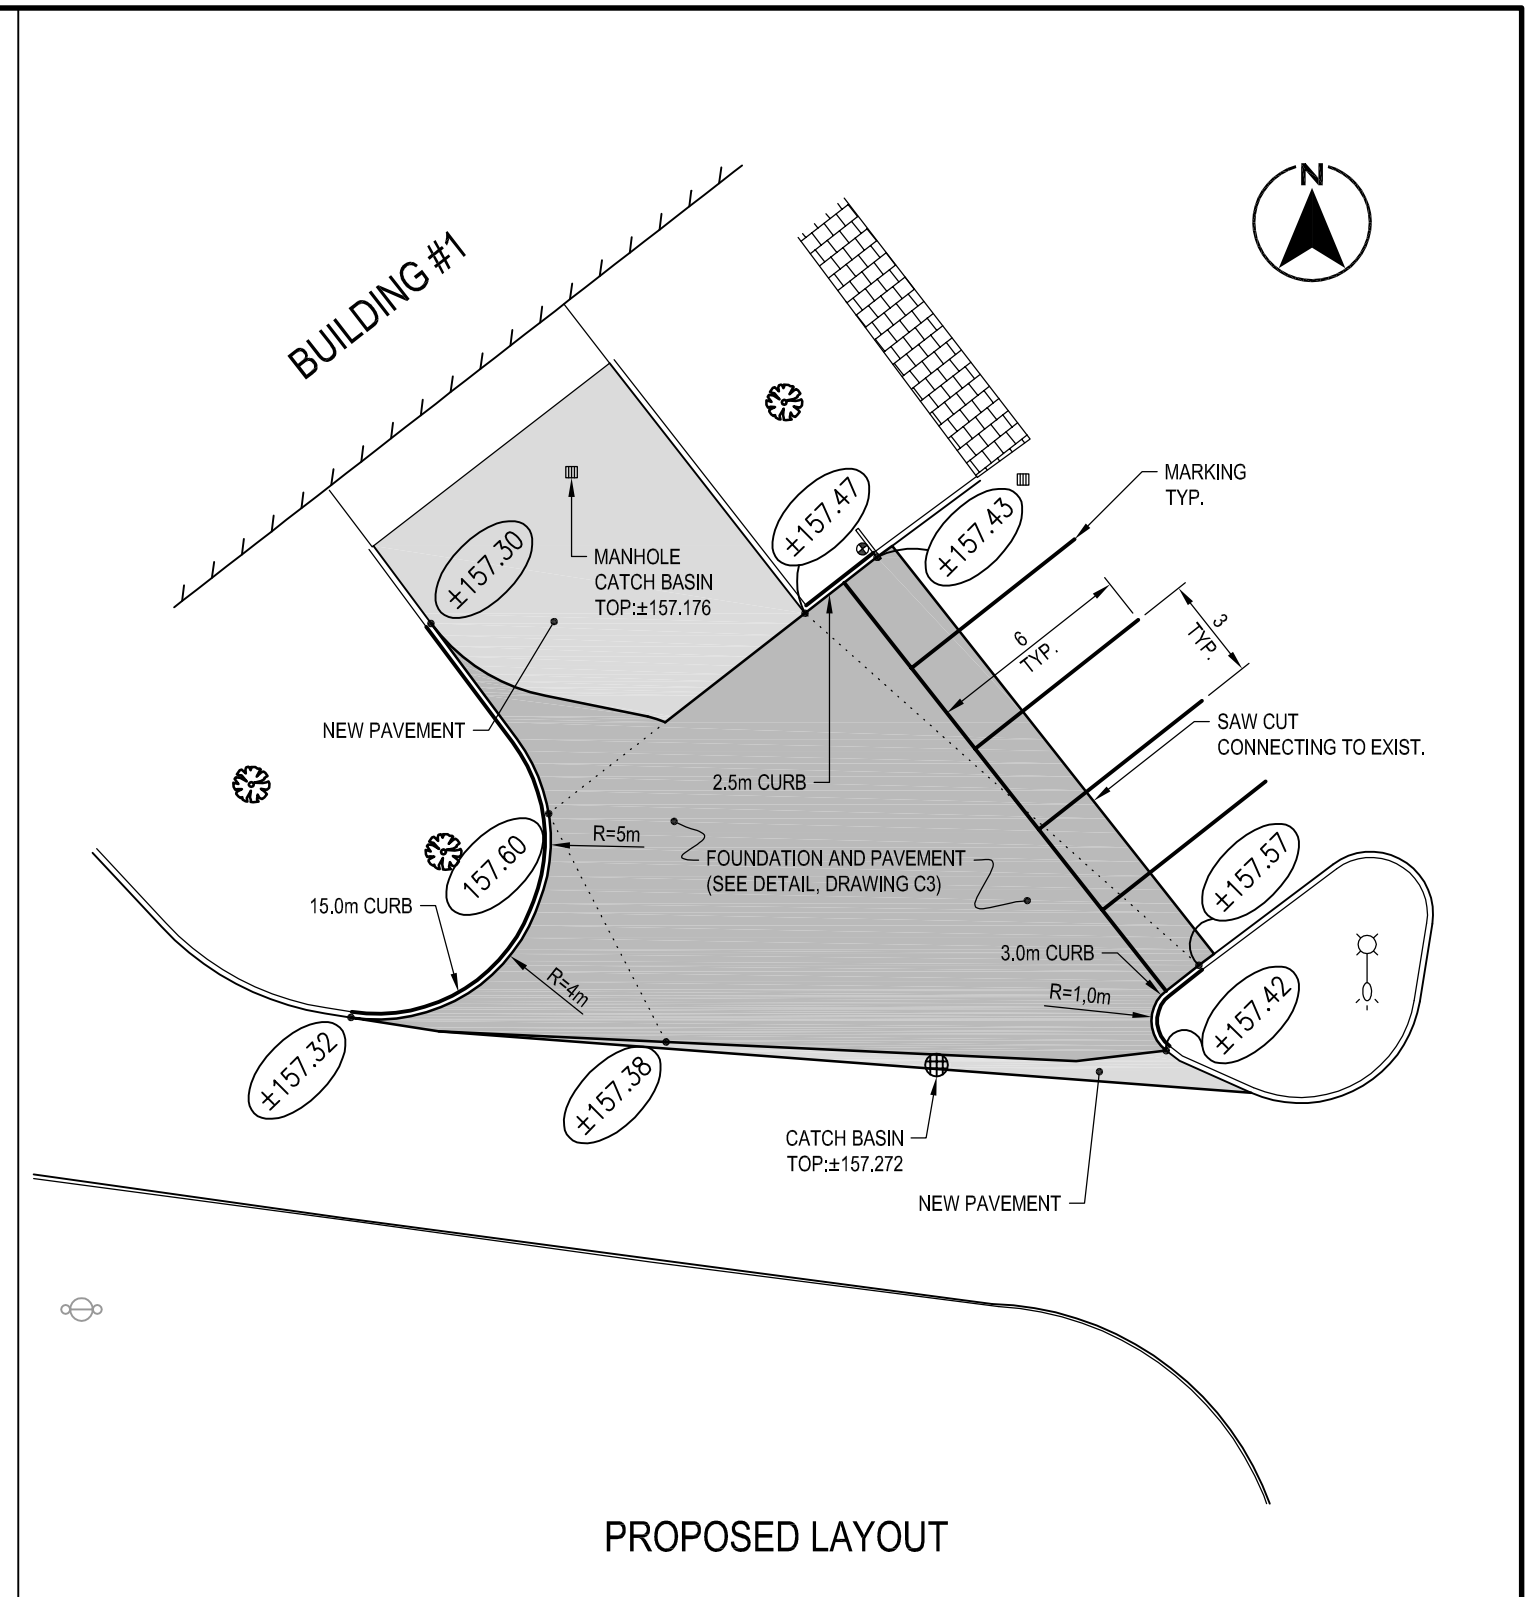 N
BUILDING #1
MARKING
TYP.
±157.47
±157.43
±157.30
MANHOLE
CATCH BASIN
TOP:±157.176
6
TYP.
3
TYP.
NEW PAVEMENT
SAW CUT
CONNECTING TO EXIST.
2.5m CURB
R=5m
157.60
FOUNDATION AND PAVEMENT
(SEE DETAIL, DRAWING C3)
±157.57
15.0m CURB
3.0m CURB
R=4m
R=1,0m
±157.42
±157.32
±157.38
CATCH BASIN
TOP:±157.272
NEW PAVEMENT
PROPOSED LAYOUT